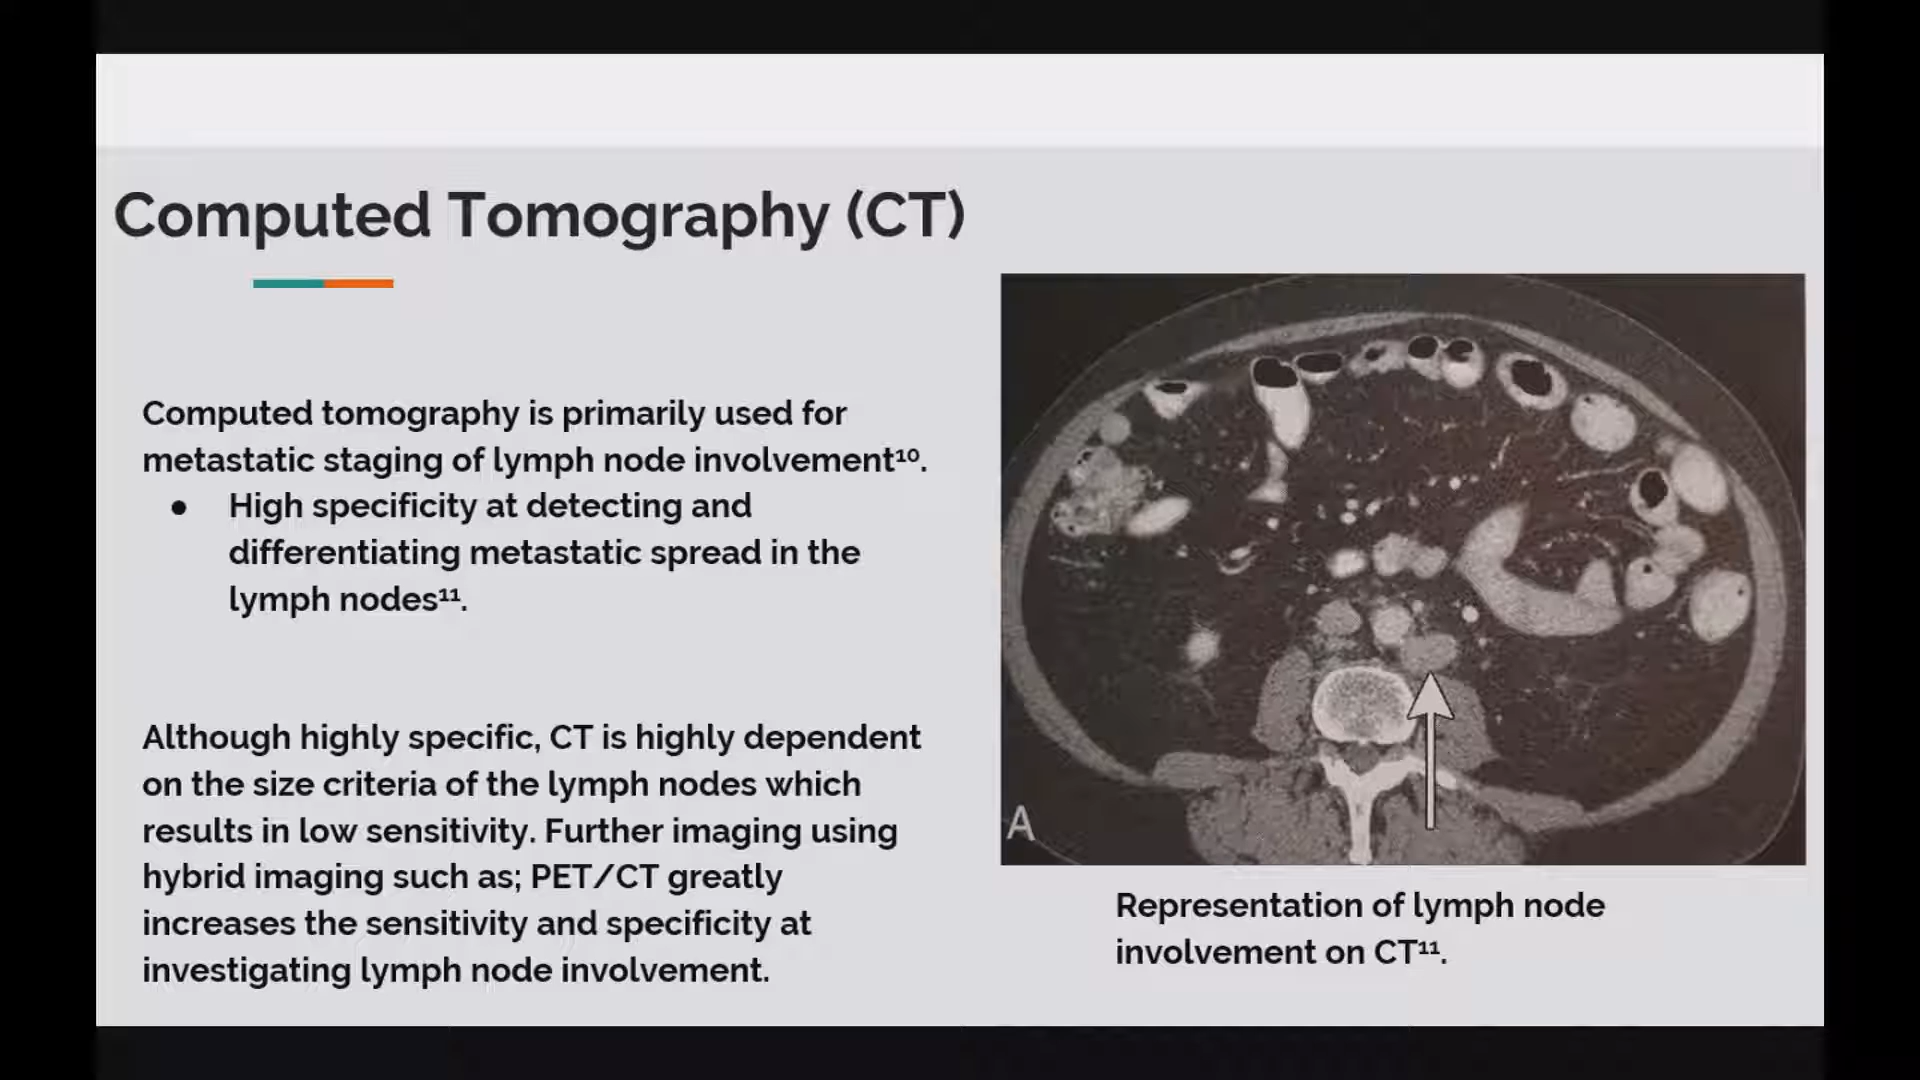 Computed Tomography (CT)
Computed tomography is primarily used for
metastatic staging of lymph node involvement¹⁰.
● High specificity at detecting and
differentiating metastatic spread in the
lymph nodes¹¹.
Although highly specific, CT is highly dependent
on the size criteria of the lymph nodes which
results in low sensitivity. Further imaging using
hybrid imaging such as; PET/CT greatly
increases the sensitivity and specificity at
investigating lymph node involvement.
A
Representation of lymph node
involvement on CT¹¹.